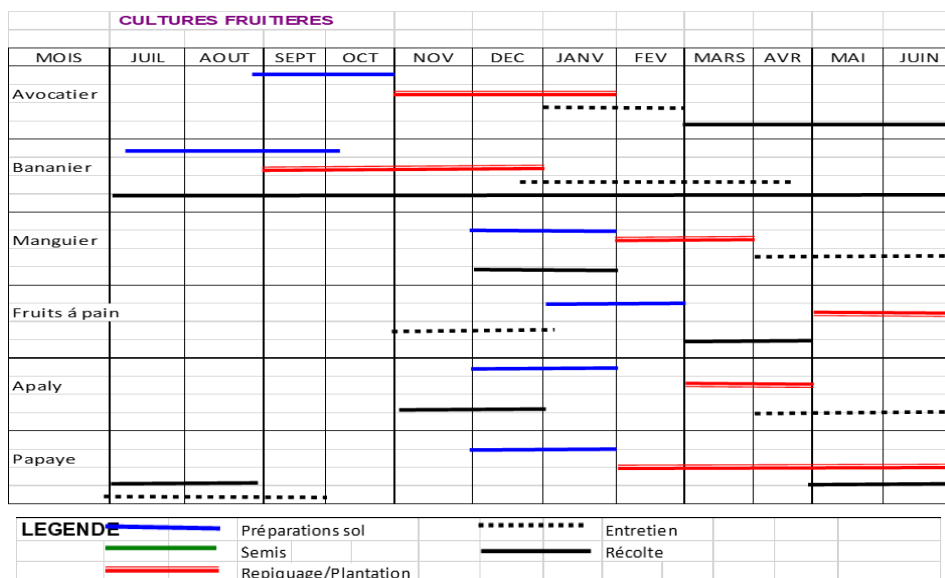 CULTURES FRUITIERES
MOIS JUIL AOUT SEPT OCT NOV DEC JANV FEV MARS AVR MAI JUIN
Avocatier
Bananier
Manguier
Fruits á pain
Apaly
Papaye
LEGENDE Préparations sol Entretien
Semis Récolte
Repiquage/Plantation